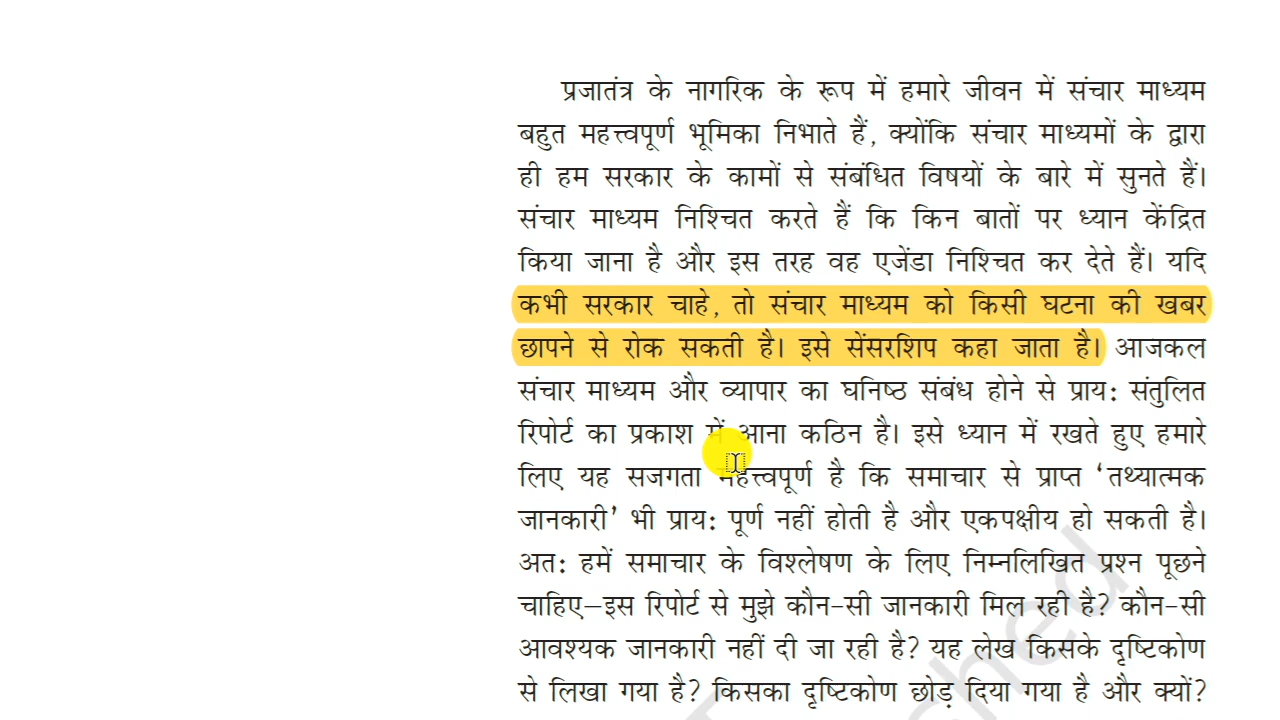 प्रजातंत्र के नागरिक के रूप में हमारे जीवन में संचार माध्यम
बहुत महत्त्वपूर्ण भूमिका निभाते हैं, क्योंकि संचार माध्यमों के द्वारा
ही हम सरकार के कामों से संबंधित विषयों के बारे में सुनते हैं।
संचार माध्यम निश्चित करते हैं कि किन बातों पर ध्यान केंद्रित
किया जाना है और इस तरह वह एजेंडा निश्चित कर देते हैं। यदि
कभी सरकार चाहे, तो संचार माध्यम को किसी घटना की खबर
छापने से रोक सकती है। इसे सेंसरशिप कहा जाता है। आजकल
संचार माध्यम और व्यापार का घनिष्ठ संबंध होने से प्राय: संतुलित
रिपोर्ट का प्रकाश में आना कठिन है। इसे ध्यान में रखते हुए हमारे
लिए यह सजगता महत्त्वपूर्ण है कि समाचार से प्राप्त ‘तथ्यात्मक
जानकारी’ भी प्राय: पूर्ण नहीं होती है और एकपक्षीय हो सकती है।
अत: हमें समाचार के विश्लेषण के लिए निम्नलिखित प्रश्न पूछने
चाहिए–इस रिपोर्ट से मुझे कौन-सी जानकारी मिल रही है? कौन-सी
आवश्यक जानकारी नहीं दी जा रही है? यह लेख किसके दृष्टिकोण
से लिखा गया है? किसका दृष्टिकोण छोड़ दिया गया है और क्यों?